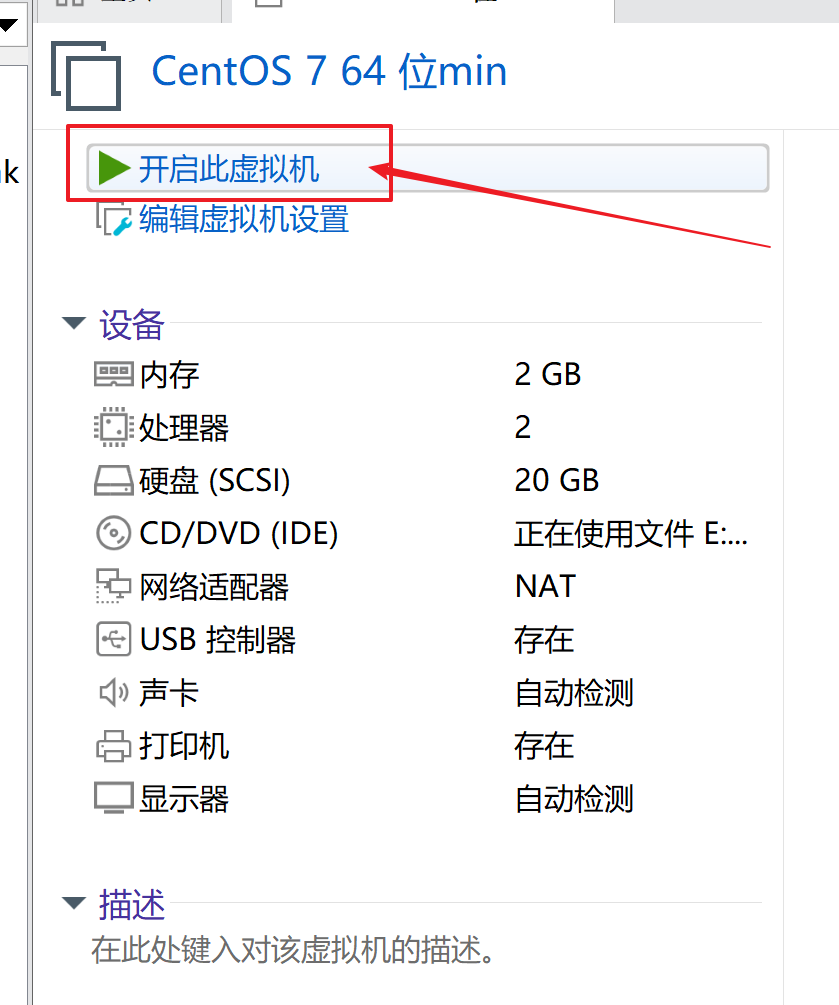 CentOS 7 64 位min
开启此虚拟机
编辑虚拟机设置
设备
内存 2 GB
处理器 2
硬盘 (SCSI) 20 GB
CD/DVD (IDE) 正在使用文件 E:...
网络适配器 NAT
USB 控制器 存在
声卡 自动检测
打印机 存在
显示器 自动检测
描述
在此处键入对该虚拟机的描述。